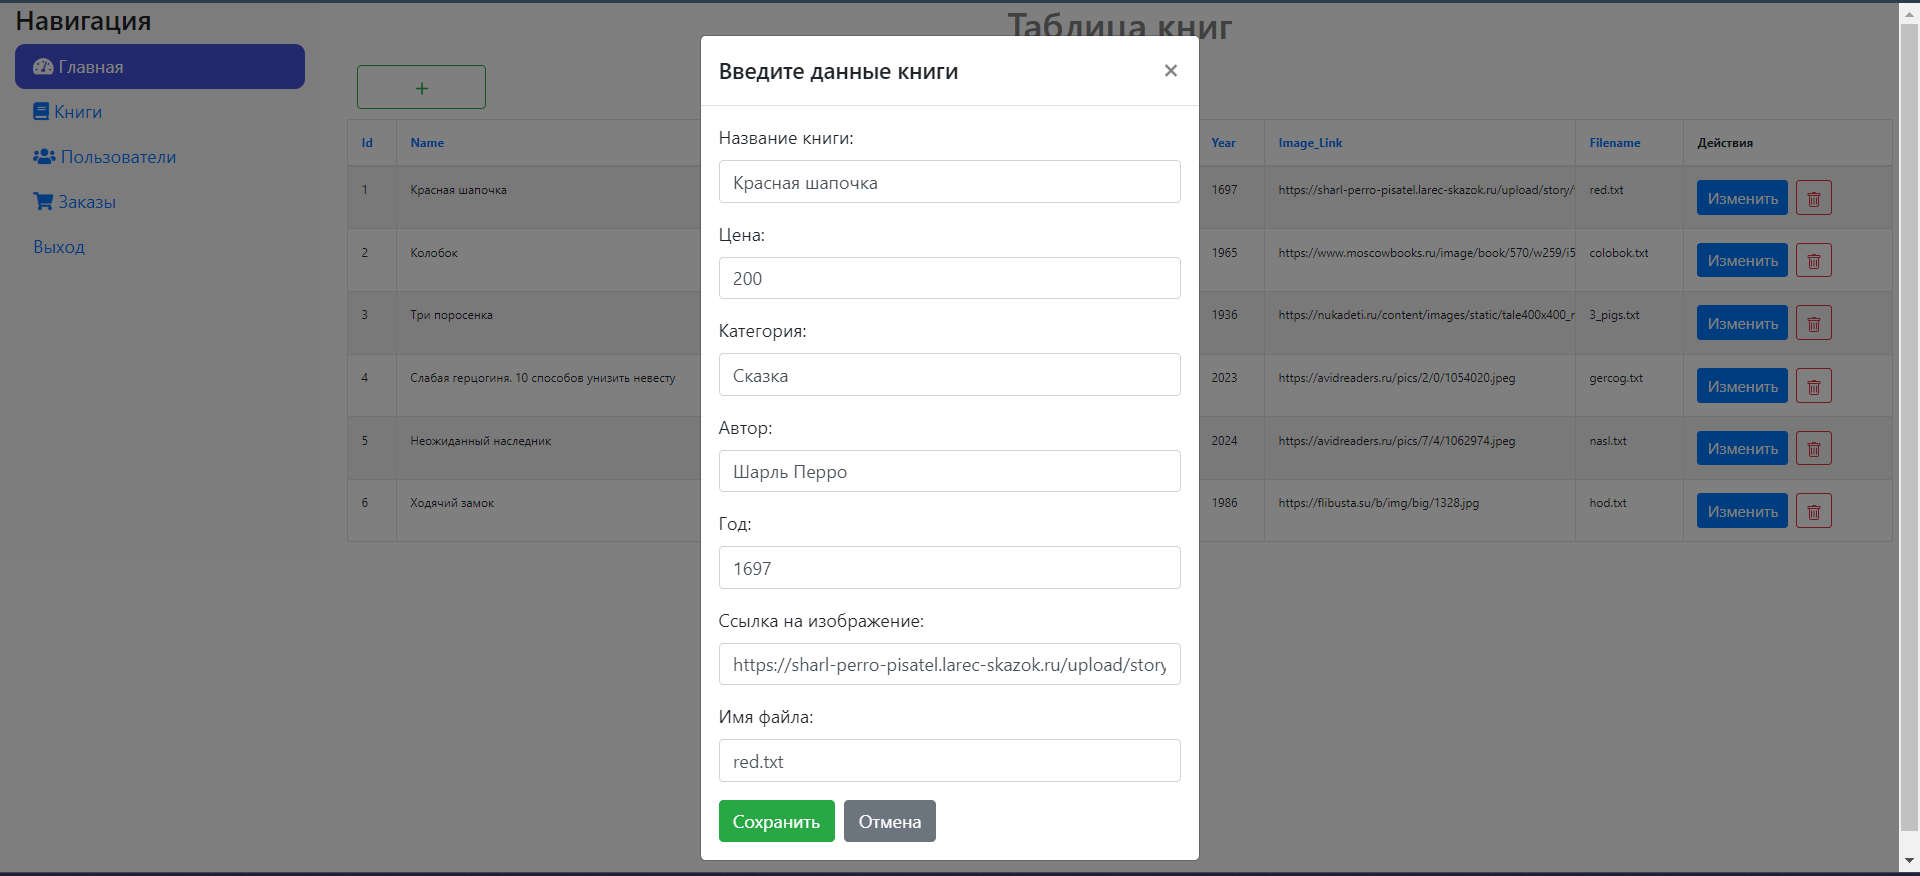 Навигация
Главная
Книги
Пользователи
Заказы
Выход
Таблица книг
+
Id Name Year Image_Link Filename Действия
1 Красная шапочка 1697 https://sharl-perro-pisatel.larec-skazok.ru/upload/story/ red.txt Изменить
2 Колобок 1965 https://www.moscowbooks.ru/image/book/570/w259/i5 colobok.txt Изменить
3 Три поросенка 1936 https://nukadeti.ru/content/images/static/tale400x400_r 3_pigs.txt Изменить
4 Слабая герцогиня. 10 способов унизить невесту 2023 https://avidreaders.ru/pics/2/0/1054020.jpeg gercog.txt Изменить
5 Неожиданный наследник 2024 https://avidreaders.ru/pics/7/4/1062974.jpeg nasl.txt Изменить
6 Ходячий замок 1986 https://flibusta.su/b/img/big/1328.jpg hod.txt Изменить
Введите данные книги ×
Название книги:
Красная шапочка
Цена:
200
Категория:
Сказка
Автор:
Шарль Перро
Год:
1697
Ссылка на изображение:
https://sharl-perro-pisatel.larec-skazok.ru/upload/story
Имя файла:
red.txt
Сохранить Отмена